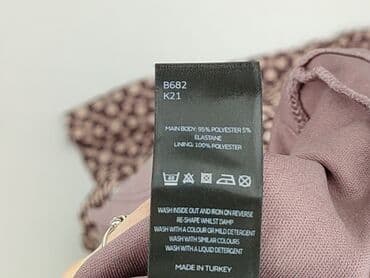 B682
K21
MAIN BODY: 95% POLYESTER 5%
ELASTANE
LINING: 100% POLYESTER
WASH INSIDE OUT AND IRON ON REVERSE
RE-SHAPE WHILST DAMP
WASH WITH A COLOUR OR MILD DETERGENT
WASH WITH SIMILAR COLOURS
WASH WITH A LIQUID DETERGENT
MADE IN TURKEY